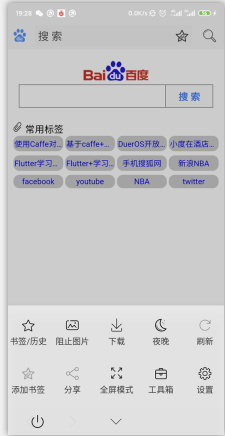 19:29 0.0K/s
搜索
Bai du 百度
搜索
常用标签
使用Caffe对... 基于caffe+... DuerOS开放... 小度在酒店...
Flutter学习... Flutter+学习... 手机搜狐网 新浪NBA
facebook youtube NBA twitter
书签/历史 阻止图片 下载 夜晚 刷新
添加书签 分享 全屏模式 工具箱 设置